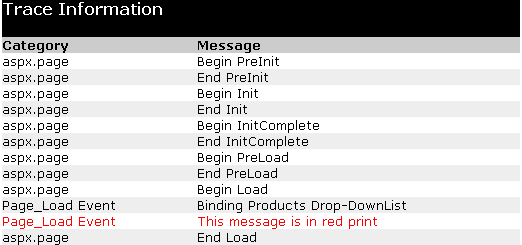 Trace Information
Category Message
aspx.page Begin PreInit
aspx.page End PreInit
aspx.page Begin Init
aspx.page End Init
aspx.page Begin InitComplete
aspx.page End InitComplete
aspx.page Begin PreLoad
aspx.page End PreLoad
aspx.page Begin Load
Page_Load Event Binding Products Drop-DownList
Page_Load Event This message is in red print
aspx.page End Load